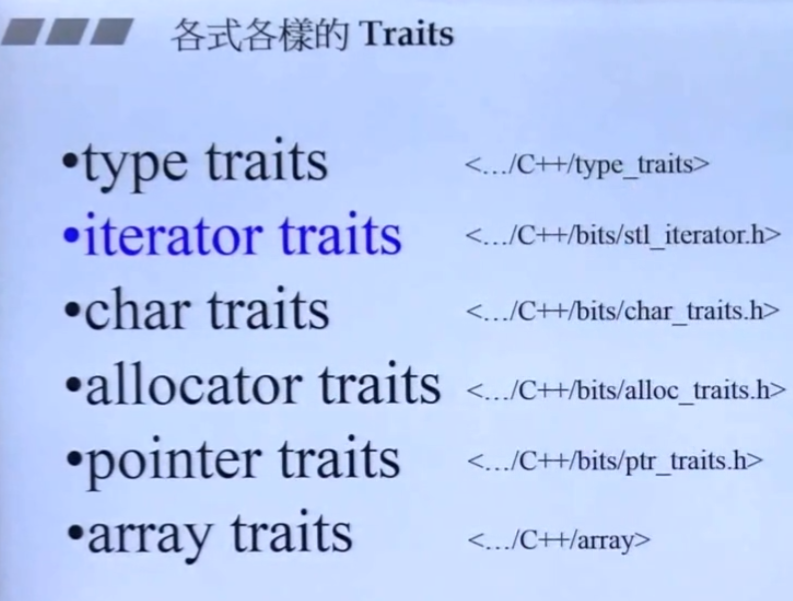 各式各樣的 Traits
•type traits <.../C++/type_traits>
•iterator traits <.../C++/bits/stl_iterator.h>
•char traits <.../C++/bits/char_traits.h>
•allocator traits <.../C++/bits/alloc_traits.h>
•pointer traits <.../C++/bits/ptr_traits.h>
•array traits <.../C++/array>